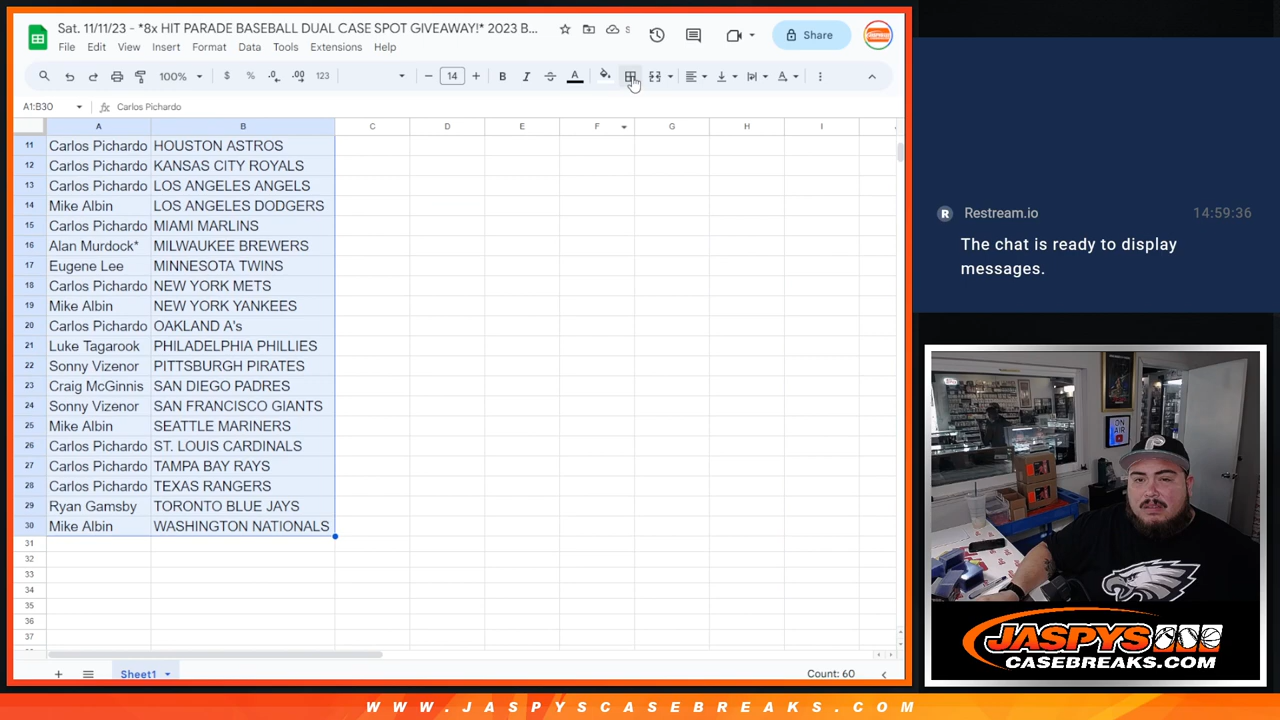 Sat. 11/11/23 - *8x HIT PARADE BASEBALL DUAL CASE SPOT GIVEAWAY!* 2023 B...
S
File Edit View Insert Format Data Tools Extensions Help
Share
100% $ % .0 .00 123 14 B I S A
A1:B30 fx Carlos Pichardo
A B C D E F G H I
11 Carlos Pichardo HOUSTON ASTROS
12 Carlos Pichardo KANSAS CITY ROYALS
13 Carlos Pichardo LOS ANGELES ANGELS
14 Mike Albin LOS ANGELES DODGERS
15 Carlos Pichardo MIAMI MARLINS
16 Alan Murdock* MILWAUKEE BREWERS
17 Eugene Lee MINNESOTA TWINS
18 Carlos Pichardo NEW YORK METS
19 Mike Albin NEW YORK YANKEES
20 Carlos Pichardo OAKLAND A's
21 Luke Tagarook PHILADELPHIA PHILLIES
22 Sonny Vizenor PITTSBURGH PIRATES
23 Craig McGinnis SAN DIEGO PADRES
24 Sonny Vizenor SAN FRANCISCO GIANTS
25 Mike Albin SEATTLE MARINERS
26 Carlos Pichardo ST. LOUIS CARDINALS
27 Carlos Pichardo TAMPA BAY RAYS
28 Carlos Pichardo TEXAS RANGERS
29 Ryan Gamsby TORONTO BLUE JAYS
30 Mike Albin WASHINGTON NATIONALS
31
32
33
34
35
36
37
Sheet1 Count: 60
R Restream.io 14:59:36
The chat is ready to display
messages.
ON
AIR
P
JASPYS
CASEBREAKS.COM
WWW.JASPYSCASEBREAKS.COM